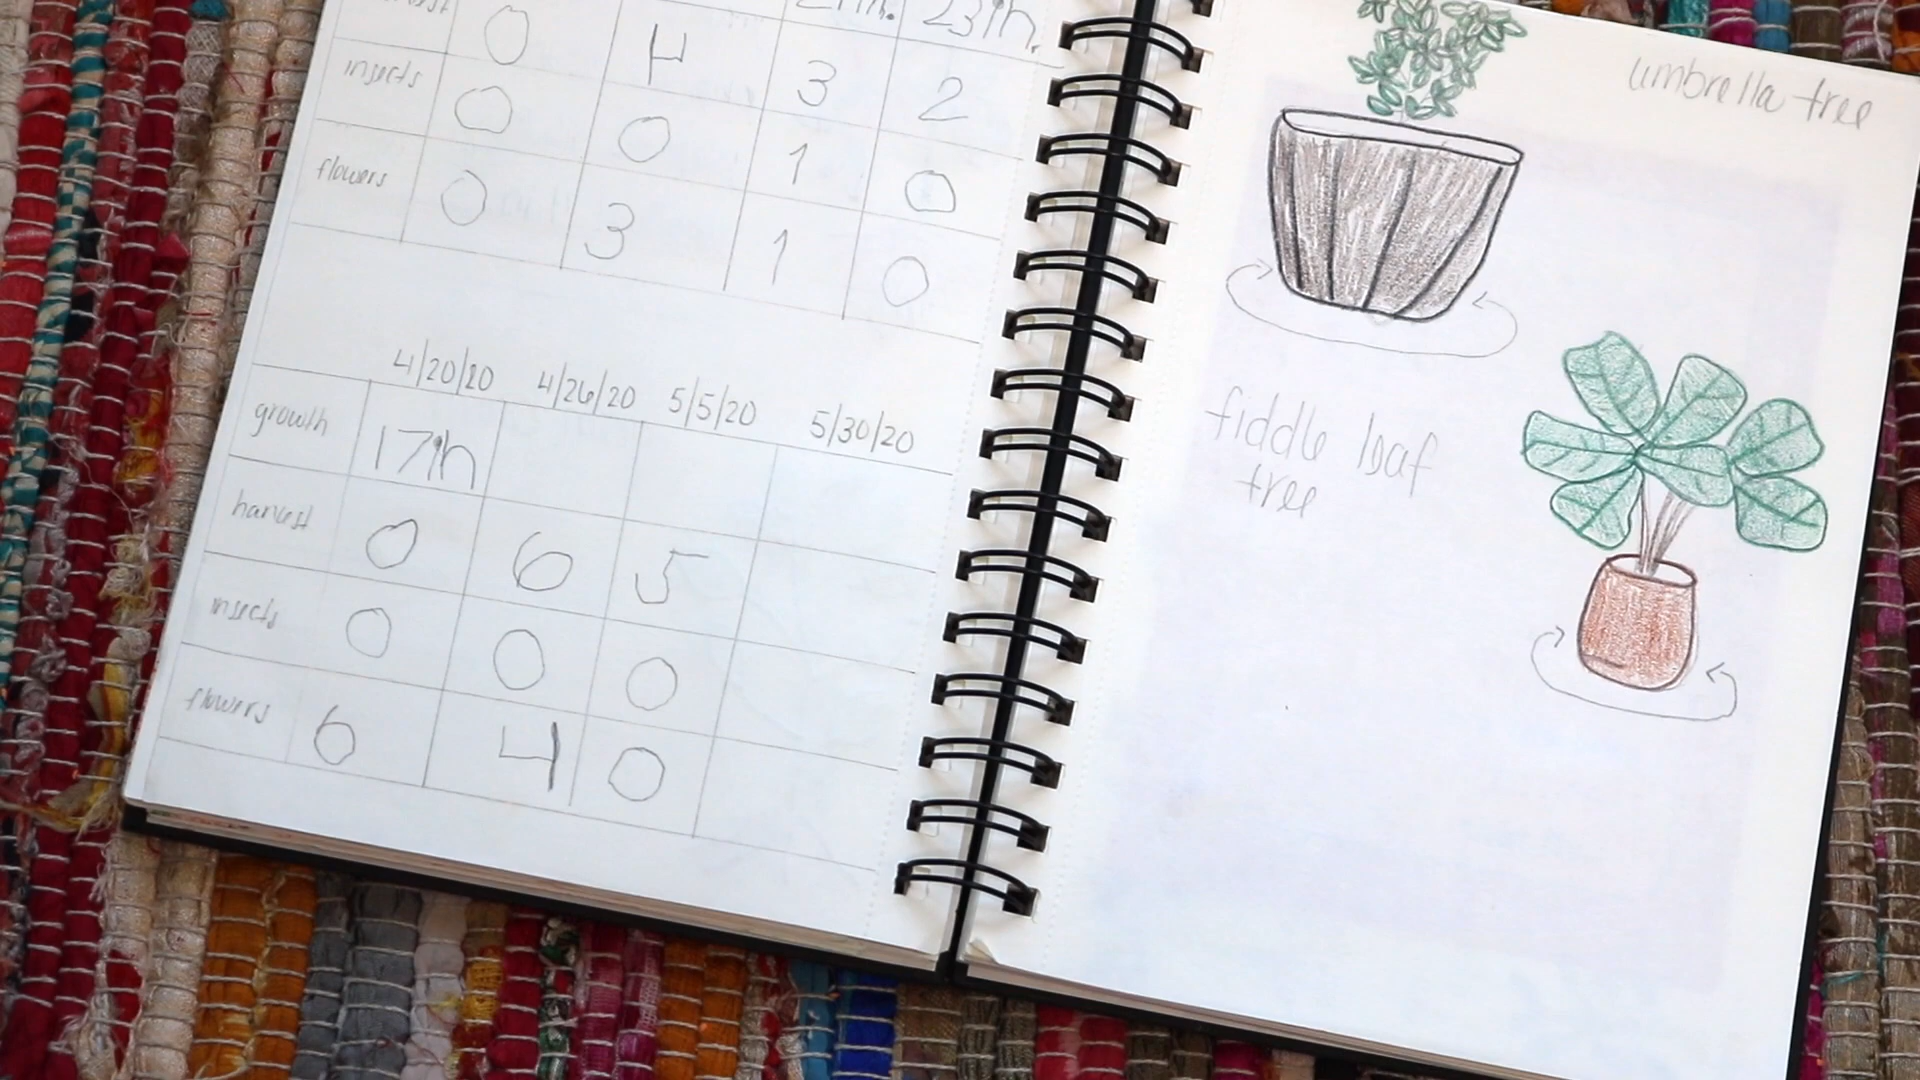 23in.
0 4 3 2
insects 0 0 1 0
flowers 0 3 1 0
4/20/20 4/26/20 5/5/20 5/30/20
growth 17in
harvest 0 6 5
insects 0 0 0
flowers 6 4 0
umbrella tree
fiddle leaf
tree